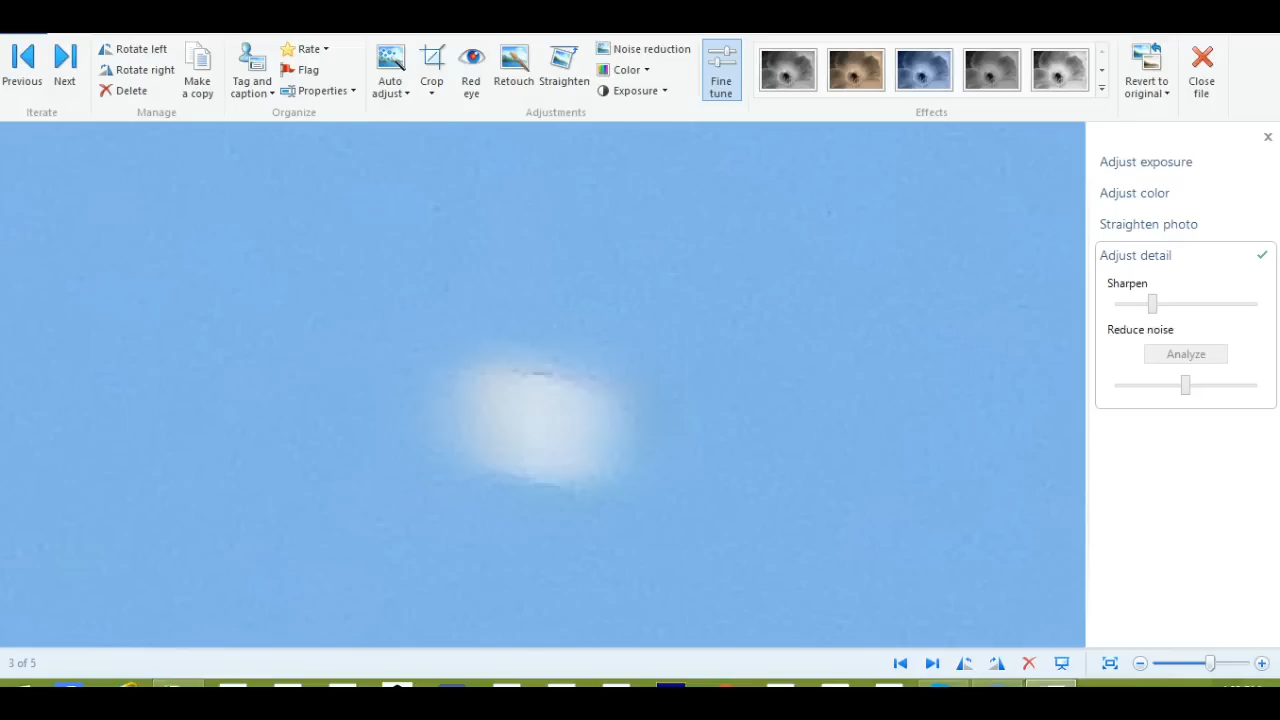 Previous
Next
Iterate
Rotate left
Rotate right
Delete
Make
a copy
Manage
Tag and
caption
Rate
Flag
Properties
Organize
Auto
adjust
Crop
Red
eye
Retouch
Straighten
Noise reduction
Color
Exposure
Adjustments
Fine
tune
Effects
Revert to
original
Close
file
Adjust exposure
Adjust color
Straighten photo
Adjust detail
Sharpen
Reduce noise
Analyze
3 of 5